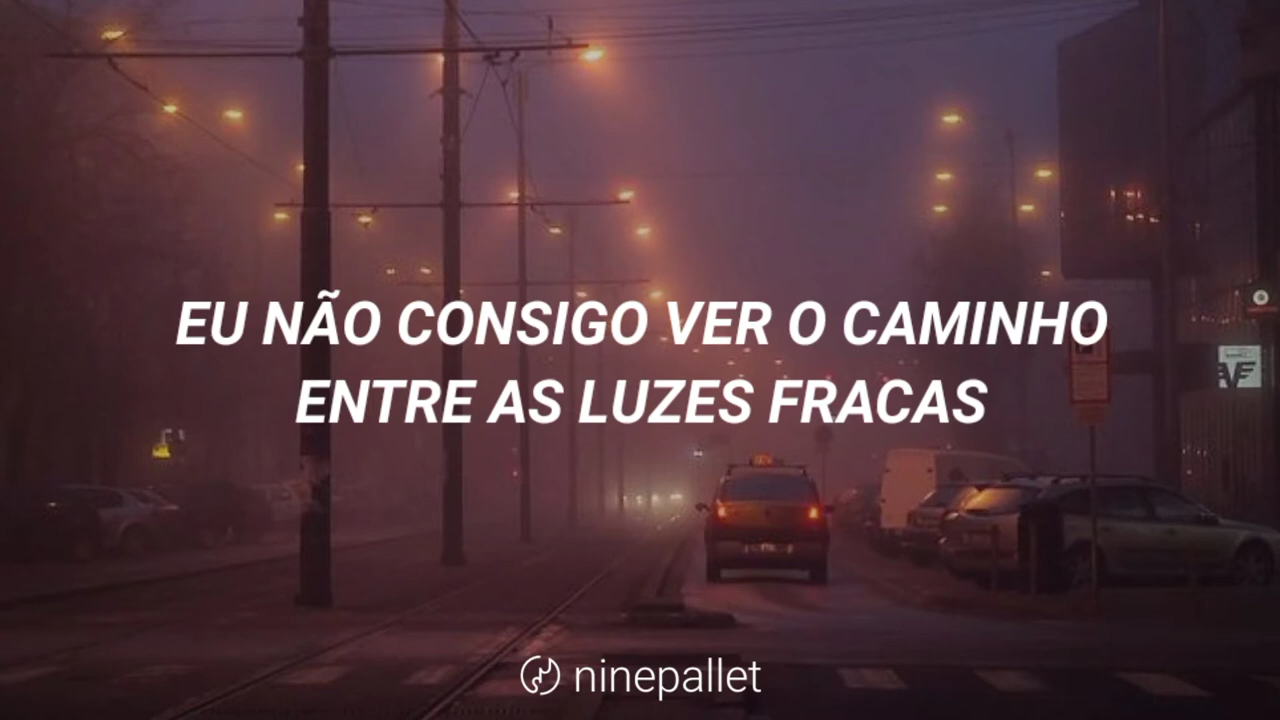 EU NÃO CONSIGO VER O CAMINHO
ENTRE AS LUZES FRACAS
ninepallet